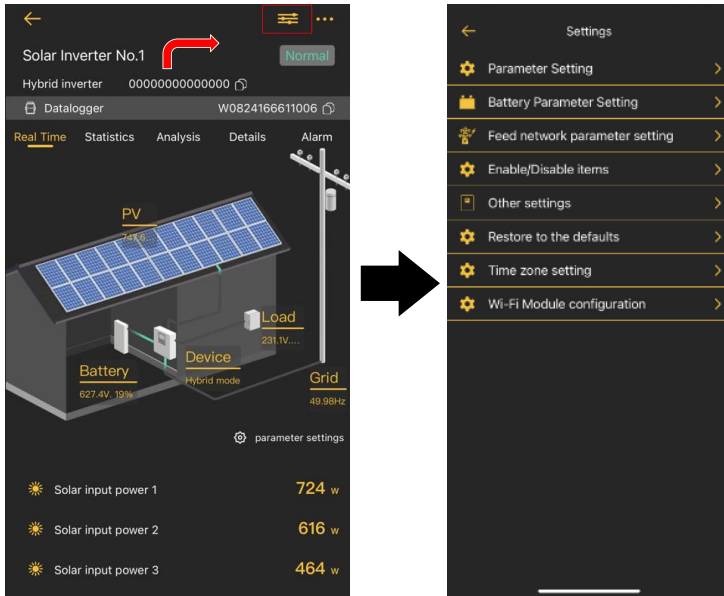 Solar Inverter No.1
Normal
Hybrid inverter 00000000000000
Datalogger W0824166611006
Real Time Statistics Analysis Details Alarm
PV
747.6...
Load
231.1V....
Device
Hybrid mode
Battery
627.4V. 19%
Grid
49.98Hz
parameter settings
Solar input power 1 724 w
Solar input power 2 616 w
Solar input power 3 464 w
Settings
Parameter Setting
Battery Parameter Setting
Feed network parameter setting
Enable/Disable items
Other settings
Restore to the defaults
Time zone setting
Wi-Fi Module configuration